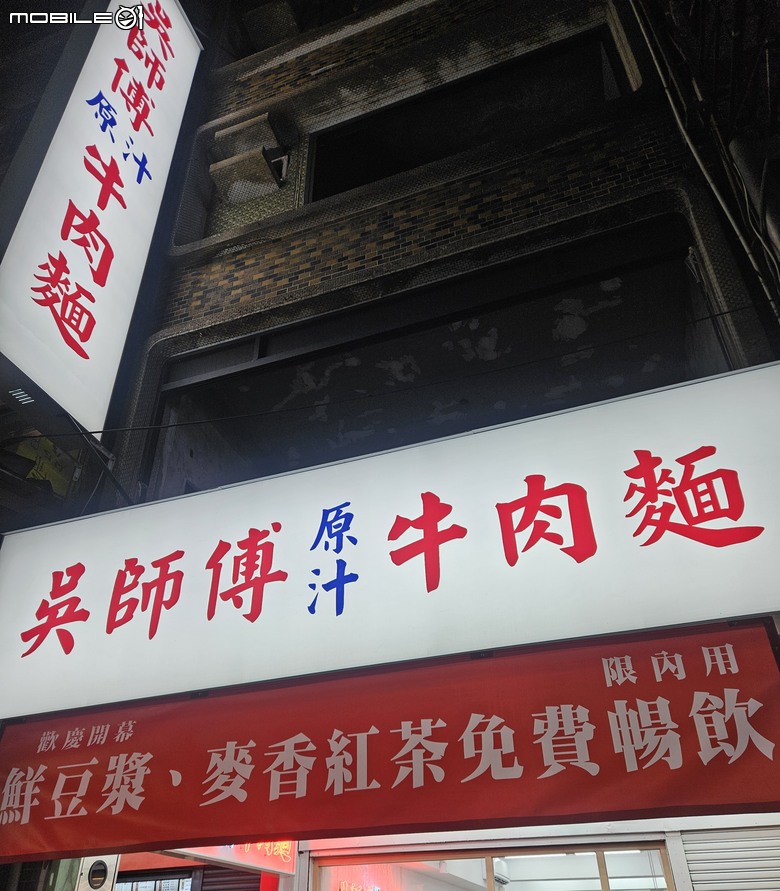 MOBILE01
吳師傅
原汁
牛肉麵
吳師傅原汁牛肉麵
歡慶開幕
限內用
鮮豆漿、麥香紅茶免費暢飲